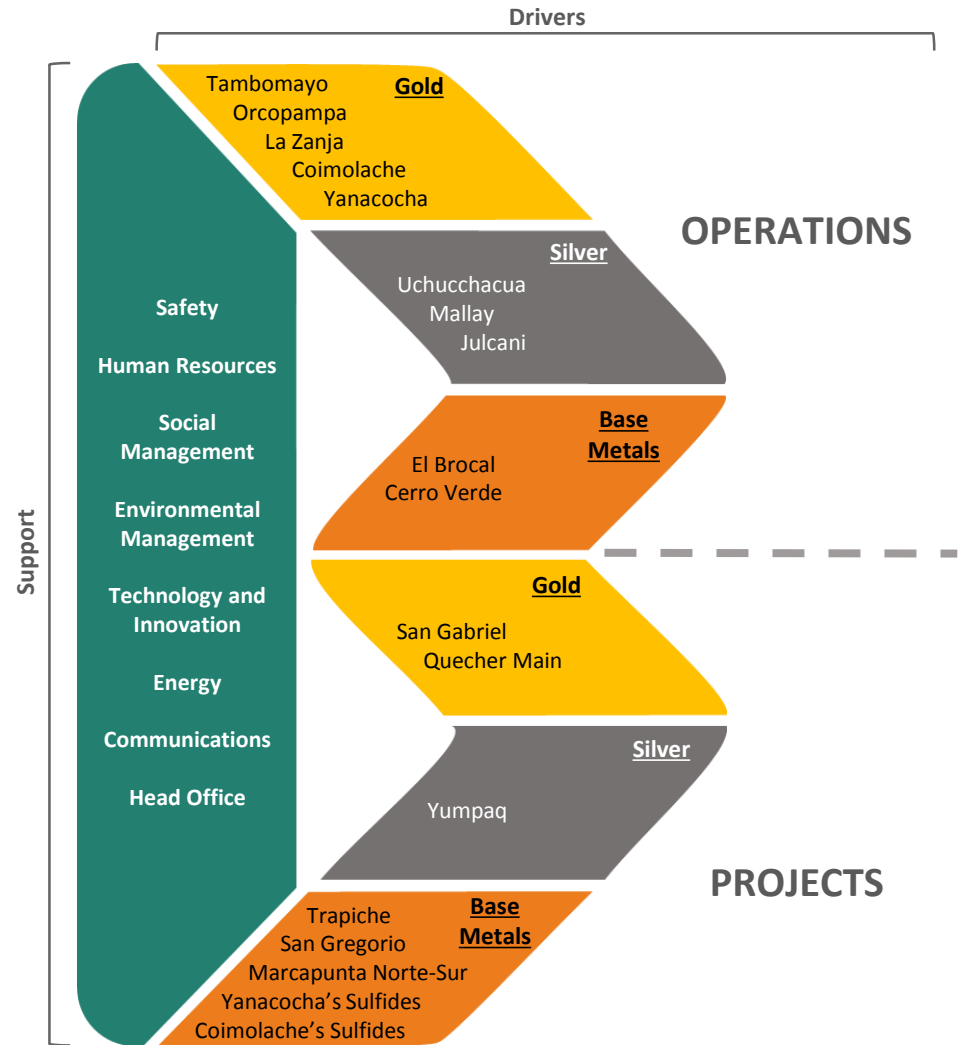 Drivers
Support
Safety
Human Resources
Social
Management
Environmental
Management
Technology and
Innovation
Energy
Communications
Head Office
Gold
Tambomayo
Orcopampa
La Zanja
Coimolache
Yanacocha
OPERATIONS
Silver
Uchucchacua
Mallay
Julcani
Base
Metals
El Brocal
Cerro Verde
Gold
San Gabriel
Quecher Main
Silver
Yumpaq
PROJECTS
Base
Metals
Trapiche
San Gregorio
Marcapunta Norte-Sur
Yanacocha’s Sulfides
Coimolache’s Sulfides